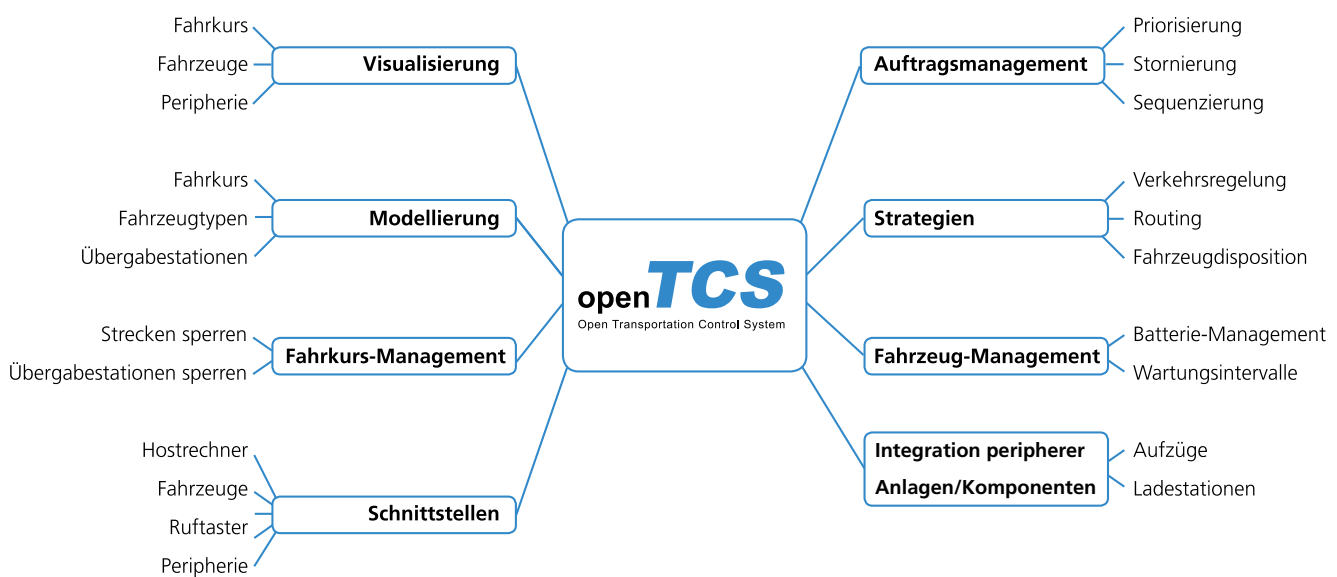 Fahrkurs
Fahrzeuge
Peripherie
Visualisierung
Fahrkurs
Fahrzeugtypen
Übergabestationen
Modellierung
Strecken sperren
Übergabestationen sperren
Fahrkurs-Management
Hostrechner
Fahrzeuge
Ruftaster
Peripherie
Schnittstellen
openTCS
Open Transportation Control System
Auftragsmanagement
Priorisierung
Stornierung
Sequenzierung
Strategien
Verkehrsregelung
Routing
Fahrzeugdisposition
Fahrzeug-Management
Batterie-Management
Wartungsintervalle
Integration peripherer
Anlagen/Komponenten
Aufzüge
Ladestationen